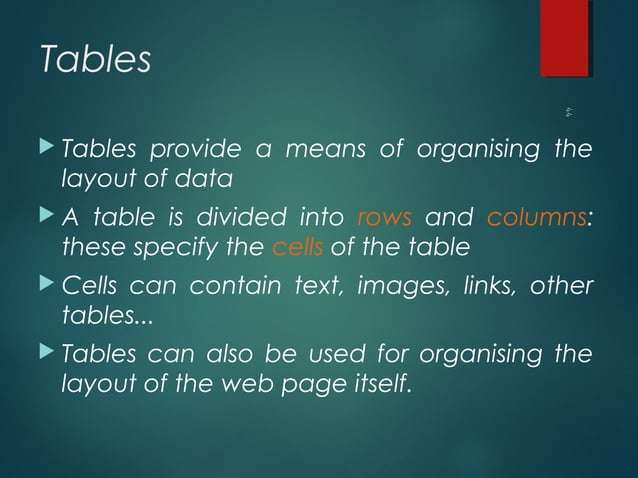 Tables
Tables provide a means of organising the
layout of data
A table is divided into rows and columns:
these specify the cells of the table
Cells can contain text, images, links, other
tables...
Tables can also be used for organising the
layout of the web page itself.